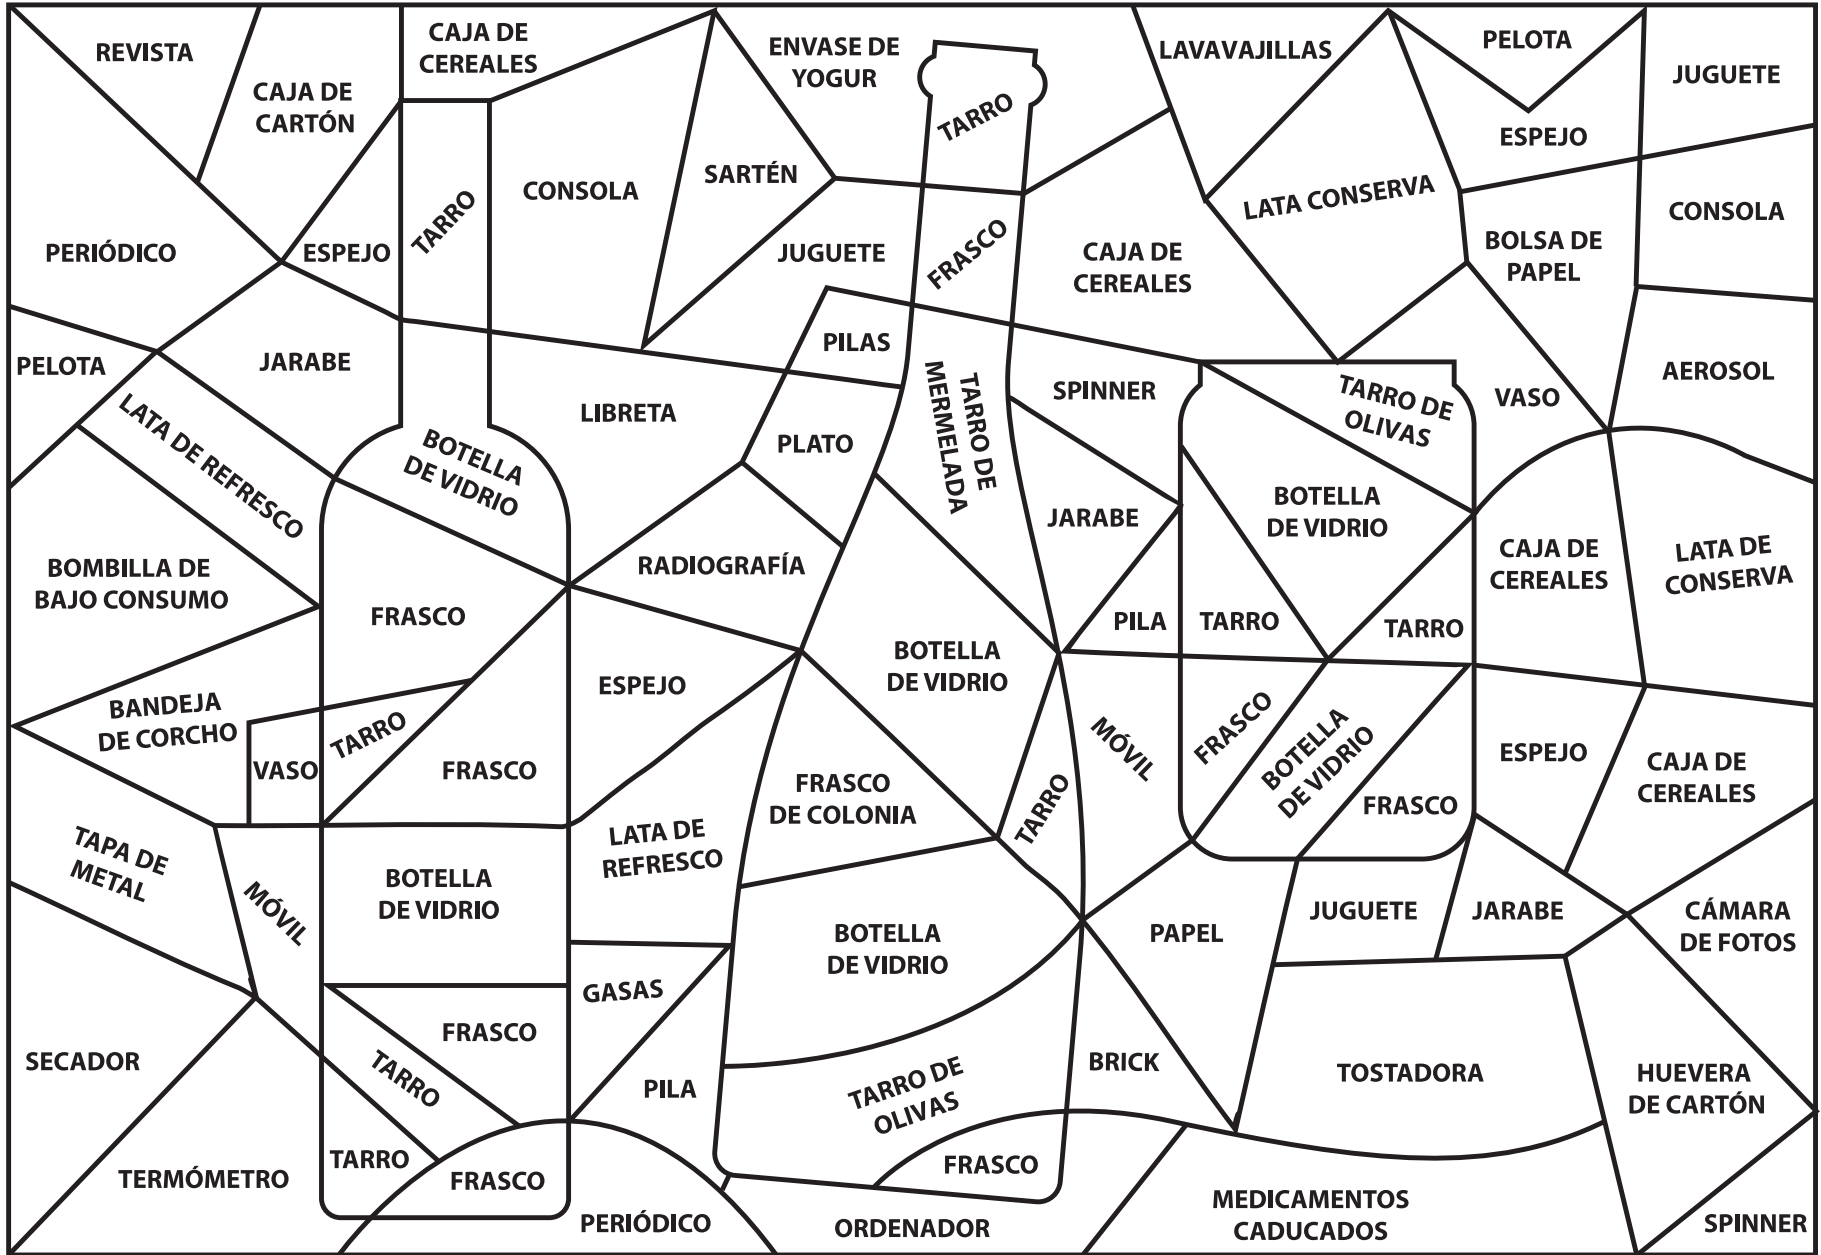 REVISTA
CAJA DE
CARTÓN
CAJA DE
CEREALES
ENVASE DE
YOGUR
TARRO
LAVAVAJILLAS
PELOTA
JUGUETE
ESPEJO
PERIÓDICO
ESPEJO
TARRO
CONSOLA
SARTÉN
JUGUETE
FRASCO
CAJA DE
CEREALES
LATA CONSERVA
BOLSA DE
PAPEL
CONSOLA
PELOTA
JARABE
LIBRETA
PILAS
PLATO
TARRO DE
MERMELADA
SPINNER
TARRO DE
OLIVAS
VASO
AEROSOL
LATA DE REFRESCO
BOTELLA
DE VIDRIO
JARABE
BOTELLA
DE VIDRIO
CAJA DE
CEREALES
LATA DE
CONSERVA
BOMBILLA DE
BAJO CONSUMO
FRASCO
RADIOGRAFÍA
PILA
TARRO
TARRO
BANDEJA
DE CORCHO
VASO
TARRO
FRASCO
ESPEJO
BOTELLA
DE VIDRIO
MÓVIL
FRASCO
BOTELLA
DE VIDRIO
FRASCO
ESPEJO
CAJA DE
CEREALES
TAPA DE
METAL
MÓVIL
BOTELLA
DE VIDRIO
LATA DE
REFRESCO
FRASCO
DE COLONIA
TARRO
BOTELLA
DE VIDRIO
PAPEL
JUGUETE
JARABE
CÁMARA
DE FOTOS
SECADOR
FRASCO
TARRO
GASAS
PILA
TARRO DE
OLIVAS
BRICK
TOSTADORA
HUEVERA
DE CARTÓN
TERMÓMETRO
TARRO
FRASCO
PERIÓDICO
FRASCO
ORDENADOR
MEDICAMENTOS
CADUCADOS
SPINNER